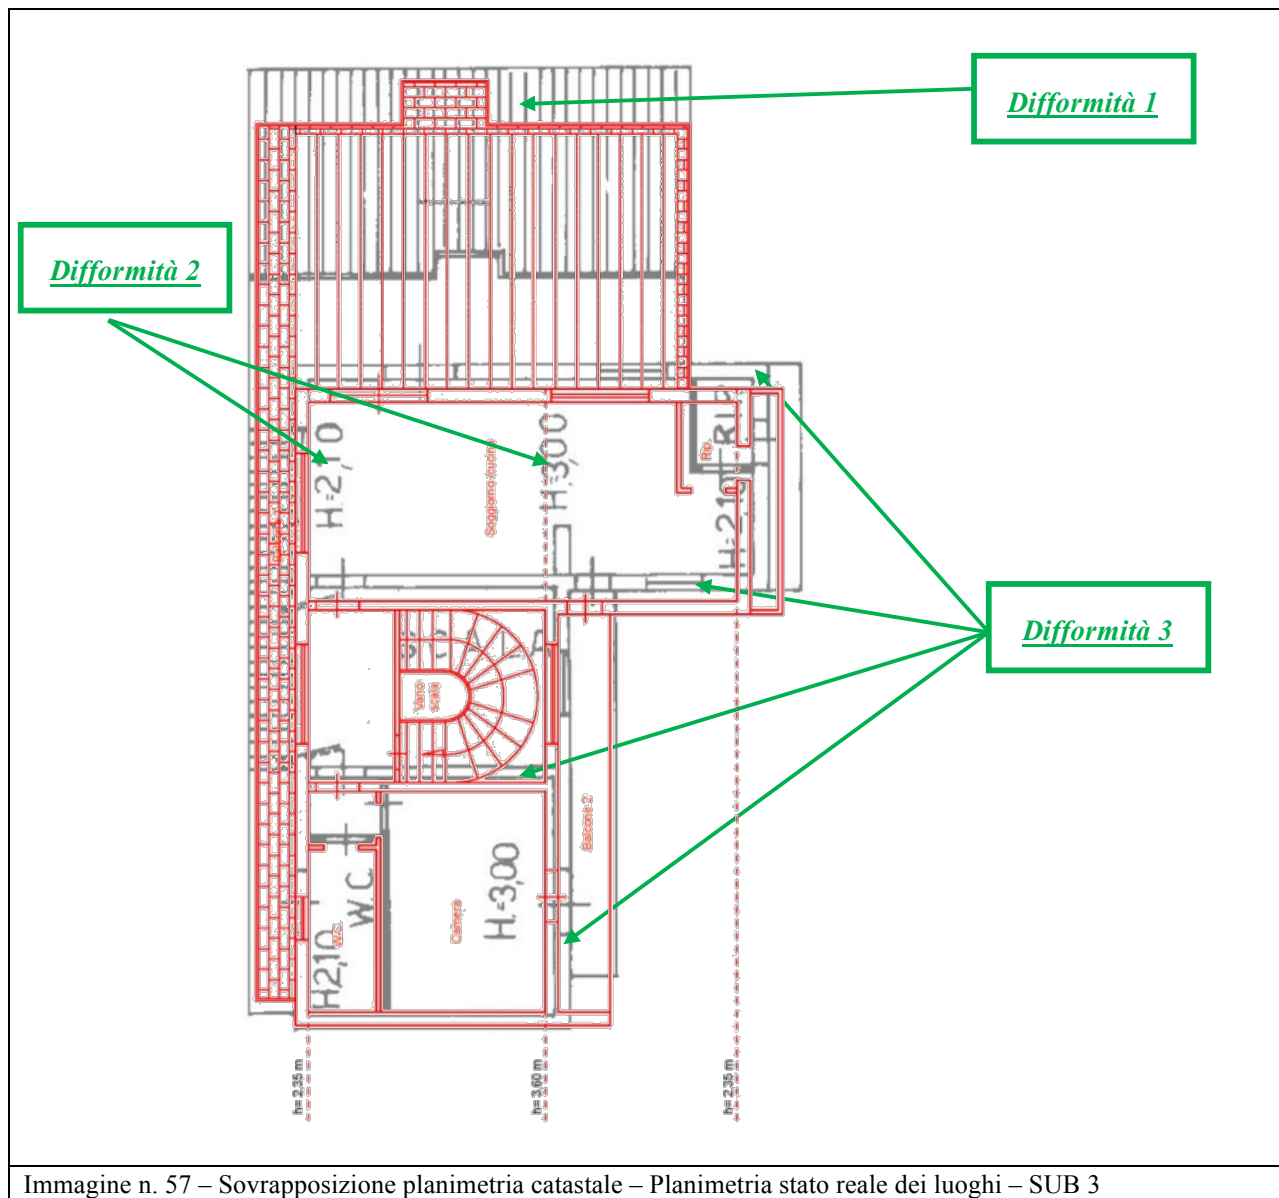 Difformità 1
Difformità 2
H=2,10
Soggiorno /cucina
H.3,00
Rip.
RIP
H=2,10
Difformità 3
Vano
scala
Balcone 2
H2,10
W.C.
W.C.
Camera
H.=3,00
h= 2.35 m
h= 3.60 m
h= 2.35 m
Immagine n. 57 – Sovrapposizione planimetria catastale – Planimetria stato reale dei luoghi – SUB 3